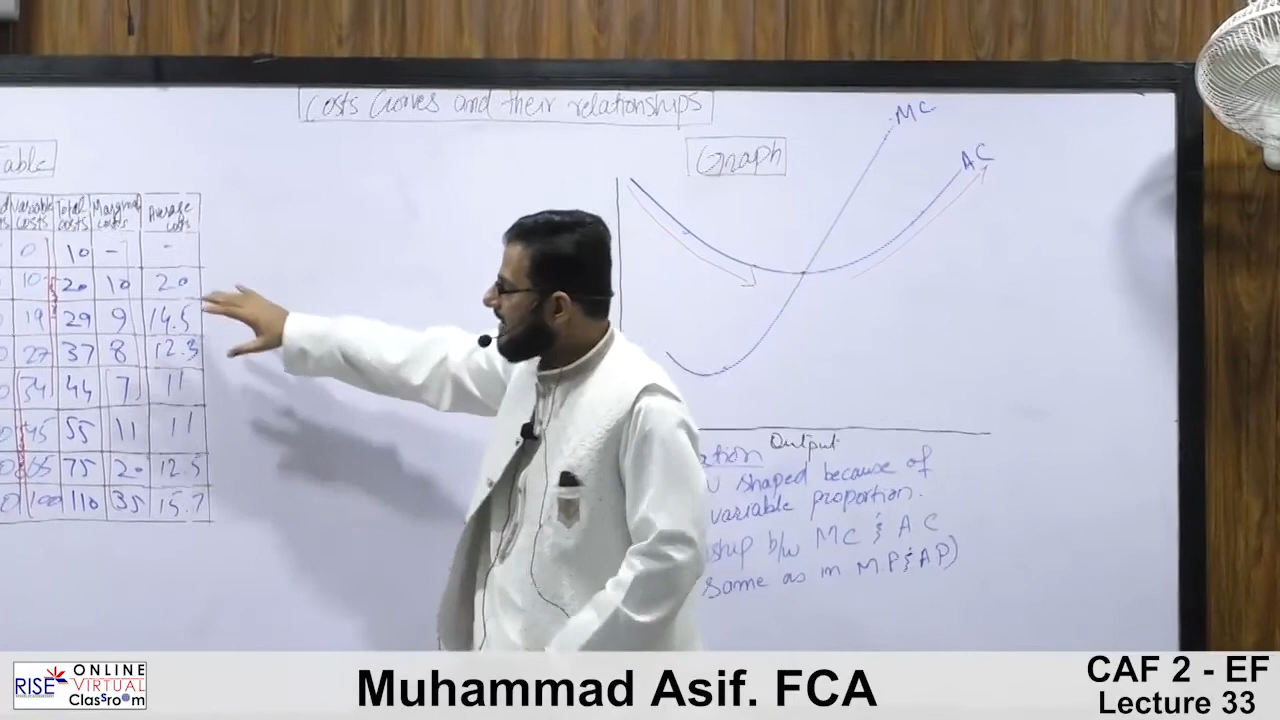 Costs Curves and their relationships
Table
Graph
MC
AC
Variable costs Total costs Marginal costs Average costs
0 10 - -
10 20 10 20
19 29 9 14.5
27 37 8 12.3
34 44 7 11
45 55 11 11
65 75 20 12.5
100 110 35 15.7
Output
U shaped because of
variable proportion.
b/w MC & AC
Same as in MP & AP)
RISE ONLINE
VIRTUAL
Classroom
Muhammad Asif. FCA
CAF 2 - EF
Lecture 33